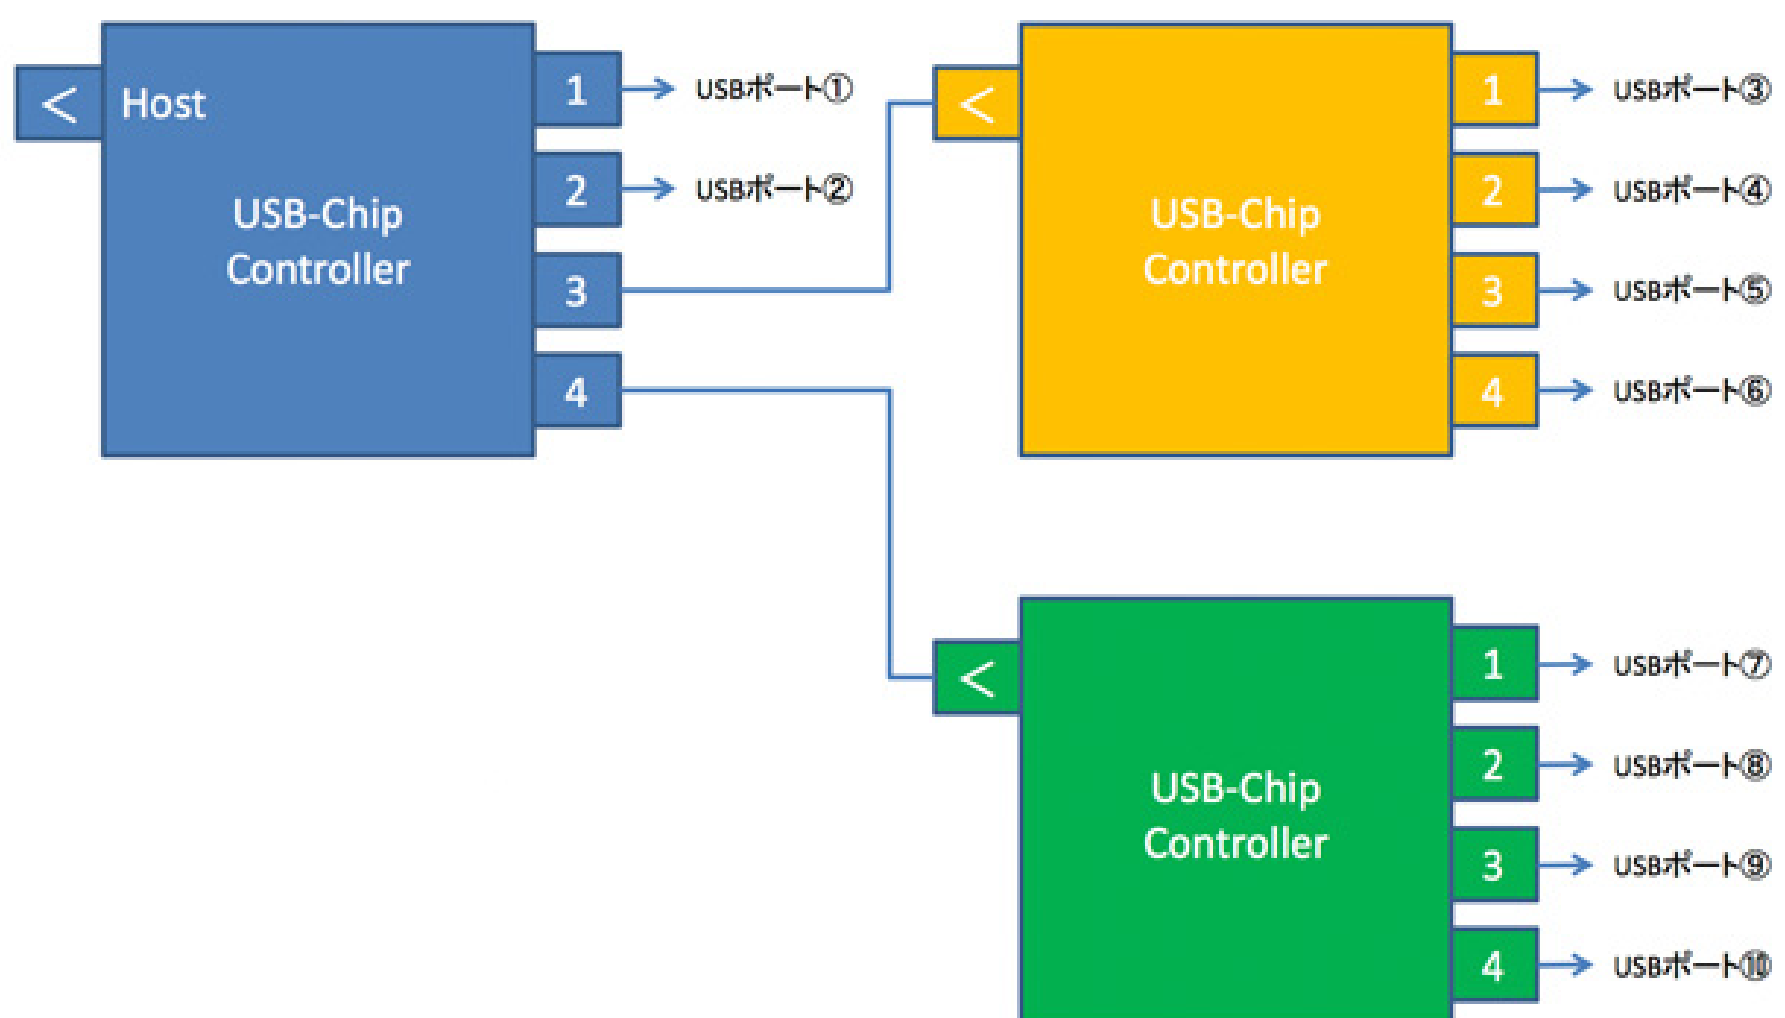 <
Host
USB-Chip
Controller
1
USBポート①
2
USBポート②
3
4
<
USB-Chip
Controller
1
USBポート③
2
USBポート④
3
USBポート⑤
4
USBポート⑥
<
USB-Chip
Controller
1
USBポート⑦
2
USBポート⑧
3
USBポート⑨
4
USBポート⑩